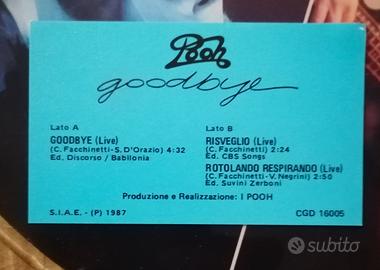 Pooh
goodbye
Lato A
GOODBYE (Live)
(C. Facchinetti-S. D'Orazio) 4:32
Ed. Discorso / Babilonia
Lato B
RISVEGLIO (Live)
(C. Facchinetti) 2:24
Ed. CBS Songs
ROTOLANDO RESPIRANDO (Live)
(C. Facchinetti-V. Negrini) 2:50
Ed. Suvini Zerboni
Produzione e Realizzazione: I POOH
S.I.A.E. - (P) 1987
CGD 16005
subito